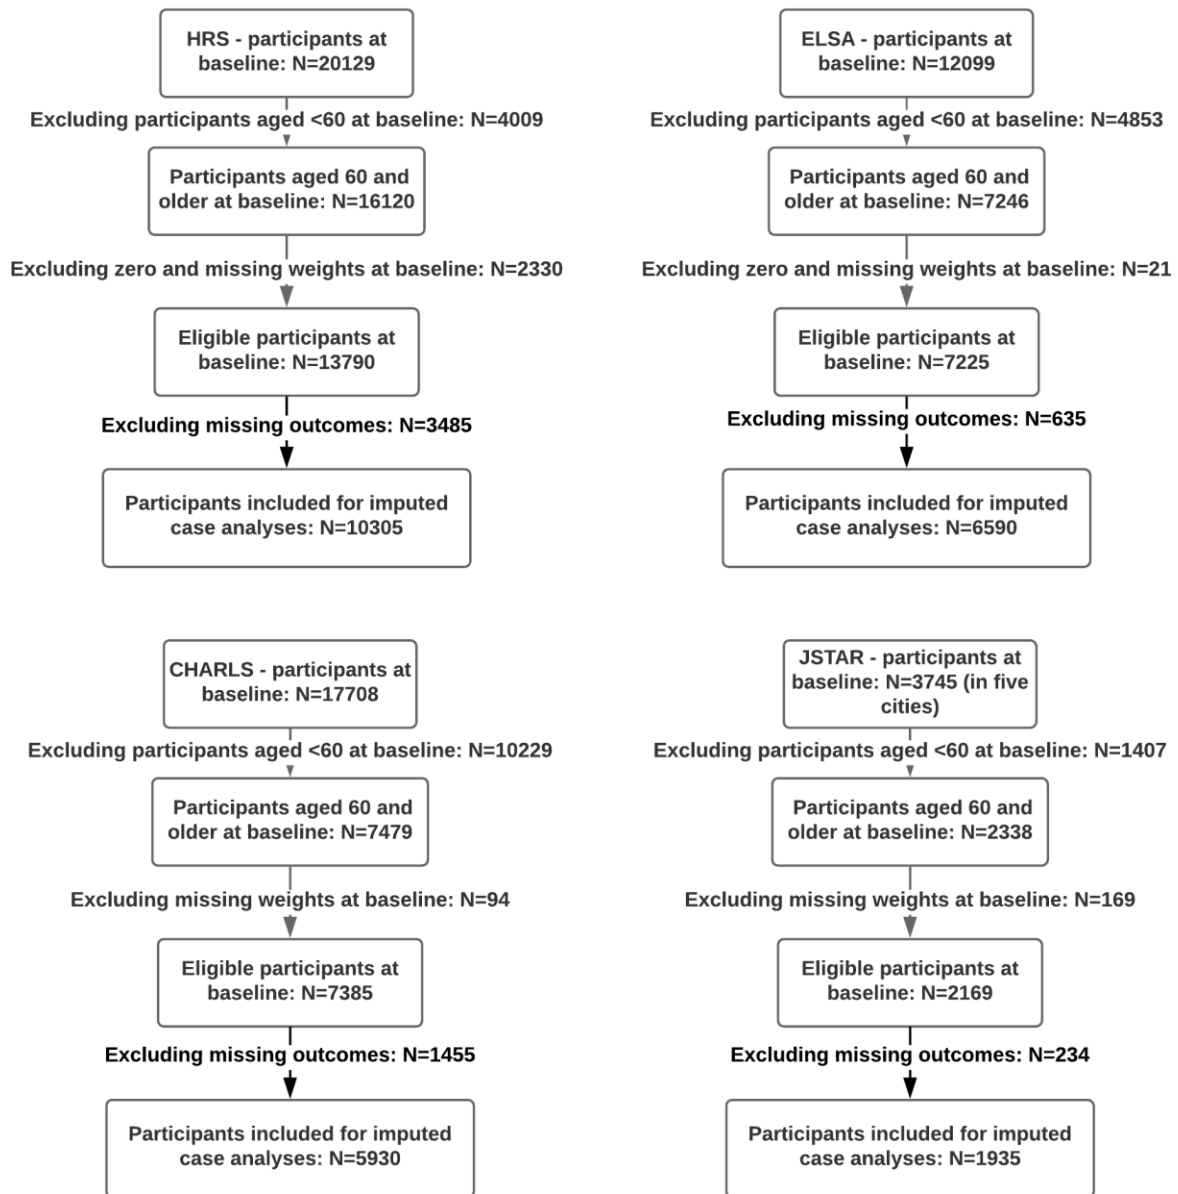 HRS - participants at
baseline: N=20129
Excluding participants aged <60 at baseline: N=4009
Participants aged 60 and
older at baseline: N=16120
Excluding zero and missing weights at baseline: N=2330
Eligible participants at
baseline: N=13790
Excluding missing outcomes: N=3485
Participants included for imputed
case analyses: N=10305
ELSA - participants at
baseline: N=12099
Excluding participants aged <60 at baseline: N=4853
Participants aged 60 and
older at baseline: N=7246
Excluding zero and missing weights at baseline: N=21
Eligible participants at
baseline: N=7225
Excluding missing outcomes: N=635
Participants included for imputed
case analyses: N=6590
CHARLS - participants at
baseline: N=17708
Excluding participants aged <60 at baseline: N=10229
Participants aged 60 and
older at baseline: N=7479
Excluding missing weights at baseline: N=94
Eligible participants at
baseline: N=7385
Excluding missing outcomes: N=1455
Participants included for imputed
case analyses: N=5930
JSTAR - participants at
baseline: N=3745 (in five
cities)
Excluding participants aged <60 at baseline: N=1407
Participants aged 60 and
older at baseline: N=2338
Excluding missing weights at baseline: N=169
Eligible participants at
baseline: N=2169
Excluding missing outcomes: N=234
Participants included for imputed
case analyses: N=1935